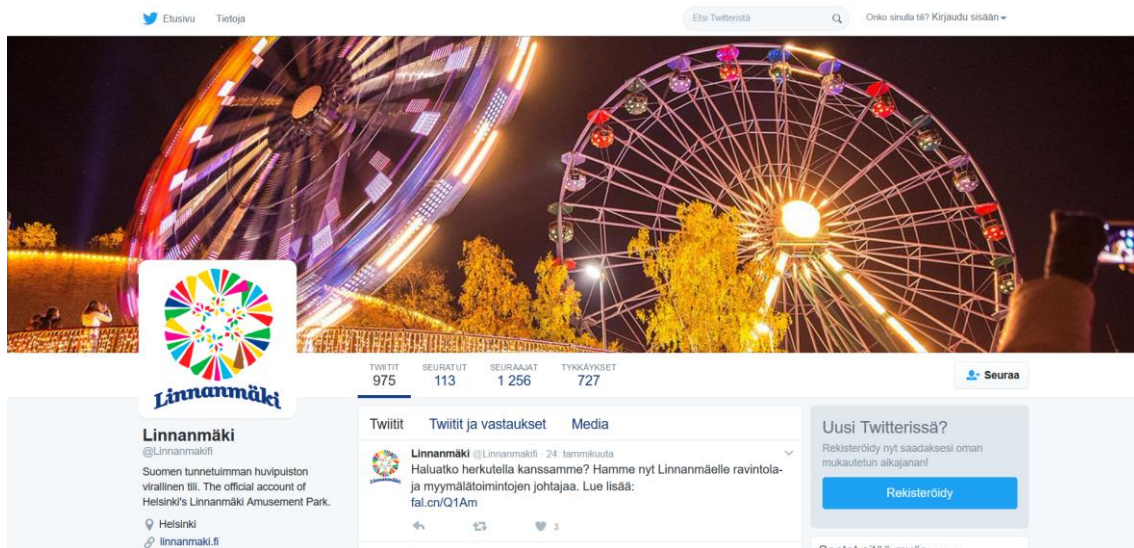 Etusivu Tietoja Etsi Twitteristä Onko sinulla tili? Kirjaudu sisään
TWIITIT SEURATUT SEURAAJAT TYKKÄYKSET
975 113 1 256 727
Seuraa
Linnanmäki
Linnanmäki
@Linnanmakifi
Suomen tunnetuimman huvipuiston
virallinen tili. The official account of
Helsinki's Linnanmäki Amusement Park.
Helsinki
linnanmaki.fi
Twiitit Twiitit ja vastaukset Media
Linnanmäki @Linnanmakifi · 24. tammikuuta
Haluatko herkutella kanssamme? Hamme nyt Linnanmäelle ravintola-
ja myymälätoimintojen johtajaa. Lue lisää:
fal.cn/Q1Am
3
Uusi Twitterissä?
Rekisteröidy nyt saadaksesi oman
mukautetun aikajanan!
Rekisteröidy